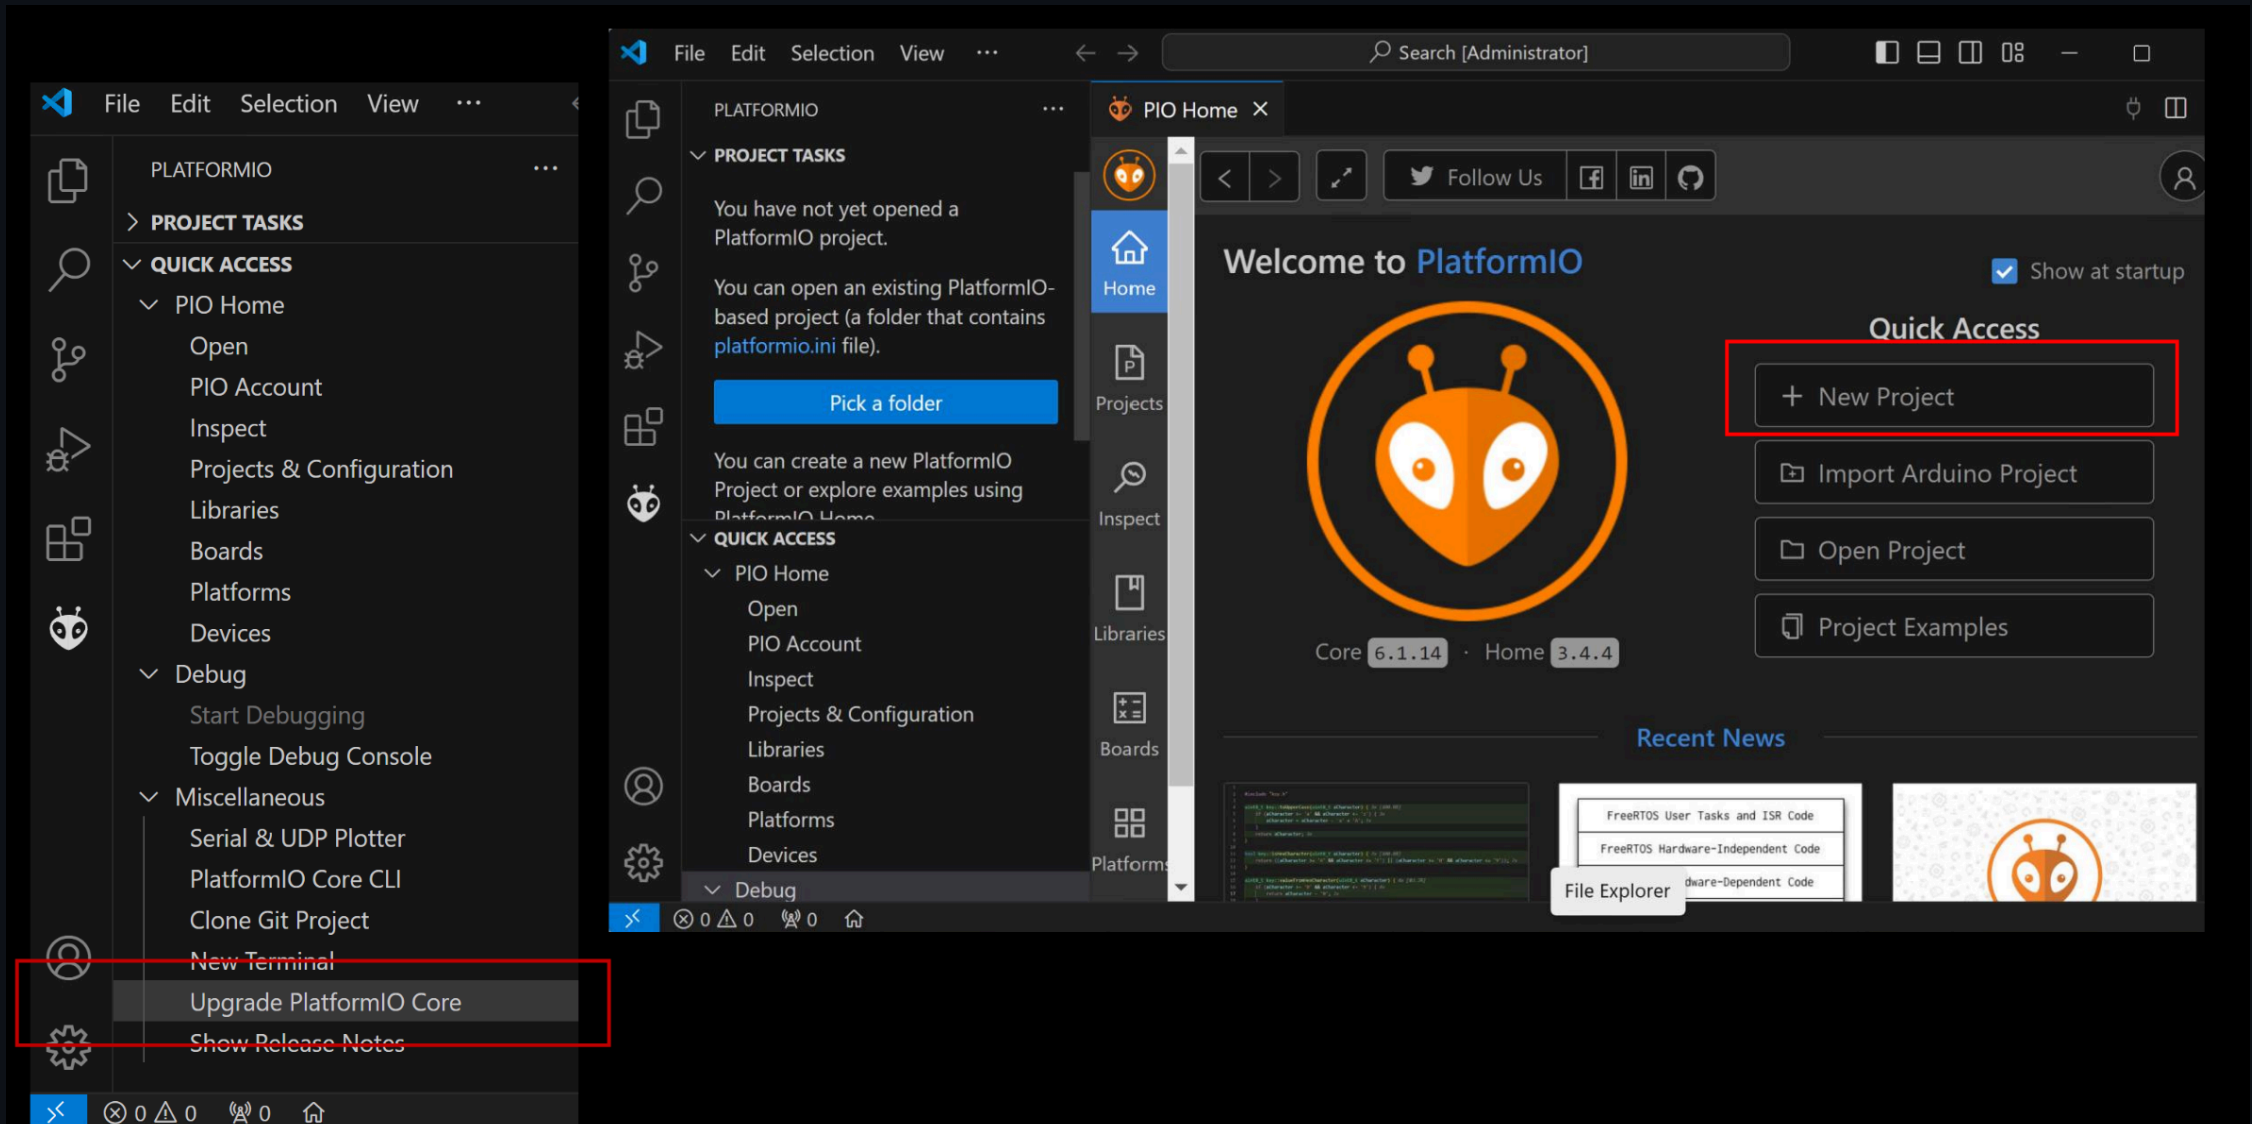 File Edit Selection View ···
PLATFORMIO ···
PROJECT TASKS
QUICK ACCESS
PIO Home
Open
PIO Account
Inspect
Projects & Configuration
Libraries
Boards
Platforms
Devices
Debug
Start Debugging
Toggle Debug Console
Miscellaneous
Serial & UDP Plotter
PlatformIO Core CLI
Clone Git Project
New Terminal
Upgrade PlatformIO Core
Show Release Notes
0 0 0
File Edit Selection View ···
Search [Administrator]
PLATFORMIO ···
PROJECT TASKS
You have not yet opened a
PlatformIO project.
You can open an existing PlatformIO-
based project (a folder that contains
platformio.ini file).
Pick a folder
You can create a new PlatformIO
Project or explore examples using
PlatformIO Home
QUICK ACCESS
PIO Home
Open
PIO Account
Inspect
Projects & Configuration
Libraries
Boards
Platforms
Devices
Debug
0 0 0
PIO Home
Home
Projects
Inspect
Libraries
Boards
Platforms
Follow Us
Welcome to PlatformIO
Show at startup
Core 6.1.14 · Home 3.4.4
Quick Access
New Project
Import Arduino Project
Open Project
Project Examples
Recent News
FreeRTOS User Tasks and ISR Code
FreeRTOS Hardware-Independent Code
dware-Dependent Code
File Explorer